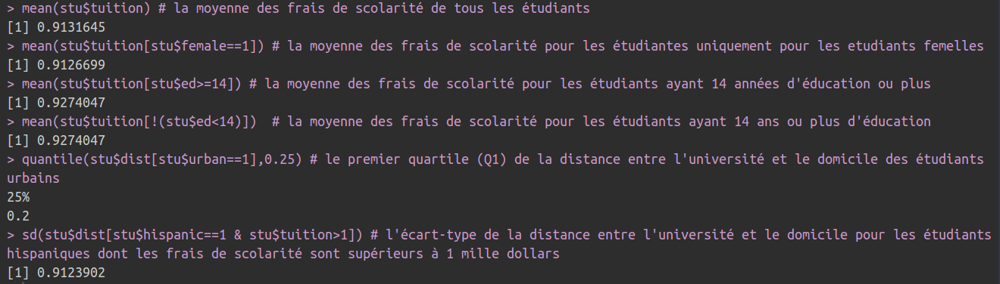 > mean(stu$tuition) # la moyenne des frais de scolarité de tous les étudiants
[1] 0.9131645
> mean(stu$tuition[stu$female==1]) # la moyenne des frais de scolarité pour les étudiantes uniquement pour les etudiants femelles
[1] 0.9126699
> mean(stu$tuition[stu$ed>=14]) # la moyenne des frais de scolarité pour les étudiants ayant 14 années d'éducation ou plus
[1] 0.9274047
> mean(stu$tuition[!(stu$ed<14)])  # la moyenne des frais de scolarité pour les étudiants ayant 14 ans ou plus d'éducation
[1] 0.9274047
> quantile(stu$dist[stu$urban==1],0.25) # le premier quartile (Q1) de la distance entre l'université et le domicile des étudiants
urbains
25%
0.2
> sd(stu$dist[stu$hispanic==1 & stu$tuition>1]) # l'écart-type de la distance entre l'université et le domicile pour les étudiants
hispaniques dont les frais de scolarité sont supérieurs à 1 mille dollars
[1] 0.9123902